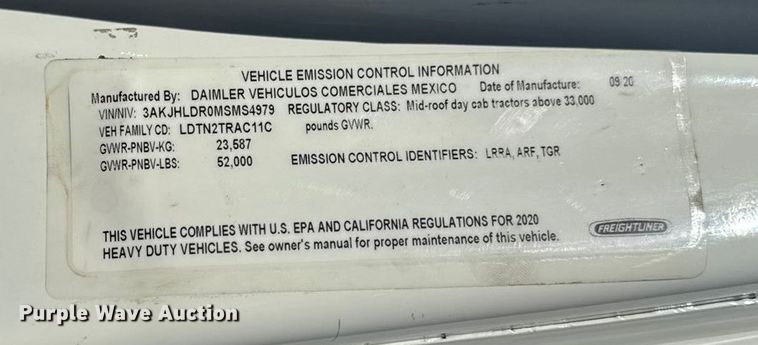 VEHICLE EMISSION CONTROL INFORMATION
Manufactured By: DAIMLER VEHICULOS COMERCIALES MEXICO Date of Manufacture: 09 20
VIN/NIV: 3AKJHLDR0MSMS4979 REGULATORY CLASS: Mid-roof day cab tractors above 33,000
VEH FAMILY CD: LDTN2TRAC11C pounds GVWR.
GVWR-PNBV-KG: 23,587
GVWR-PNBV-LBS: 52,000 EMISSION CONTROL IDENTIFIERS: LRRA, ARF, TGR
THIS VEHICLE COMPLIES WITH U.S. EPA AND CALIFORNIA REGULATIONS FOR 2020
HEAVY DUTY VEHICLES. See owner's manual for proper maintenance of this vehicle.
FREIGHTLINER
Purple Wave Auction